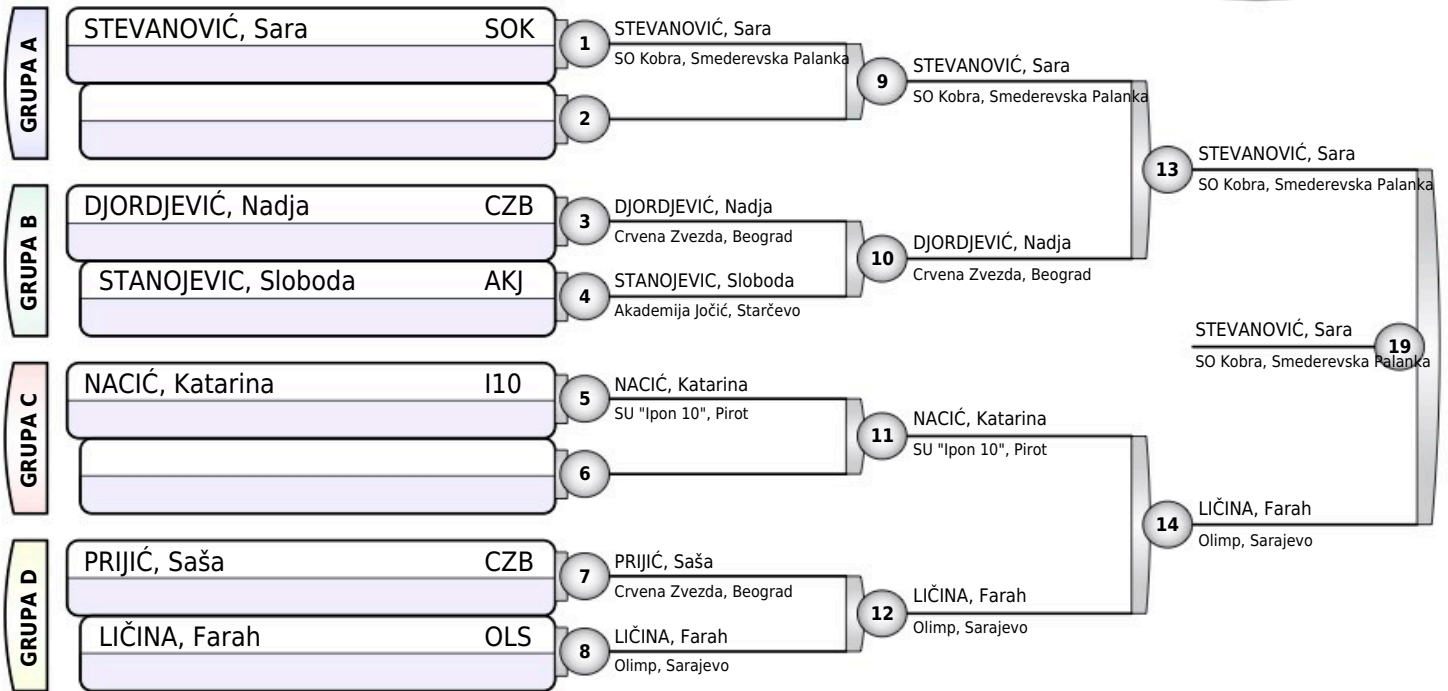 GRUPA A
STEVANOVIĆ, Sara SOK
1
STEVANOVIĆ, Sara
SO Kobra, Smederevska Palanka
2
9
STEVANOVIĆ, Sara
SO Kobra, Smederevska Palanka
GRUPA B
DJORDJEVIĆ, Nadja CZB
3
DJORDJEVIĆ, Nadja
Crvena Zvezda, Beograd
STANOJEVIC, Sloboda AKJ
4
STANOJEVIC, Sloboda
Akademija Jočić, Starčevo
10
DJORDJEVIĆ, Nadja
Crvena Zvezda, Beograd
13
STEVANOVIĆ, Sara
SO Kobra, Smederevska Palanka
GRUPA C
NACIĆ, Katarina I10
5
NACIĆ, Katarina
SU "Ipon 10", Pirot
6
11
NACIĆ, Katarina
SU "Ipon 10", Pirot
GRUPA D
PRIJIĆ, Saša CZB
7
PRIJIĆ, Saša
Crvena Zvezda, Beograd
LIČINA, Farah OLS
8
LIČINA, Farah
Olimp, Sarajevo
12
LIČINA, Farah
Olimp, Sarajevo
14
LIČINA, Farah
Olimp, Sarajevo
STEVANOVIĆ, Sara
19
SO Kobra, Smederevska Palanka